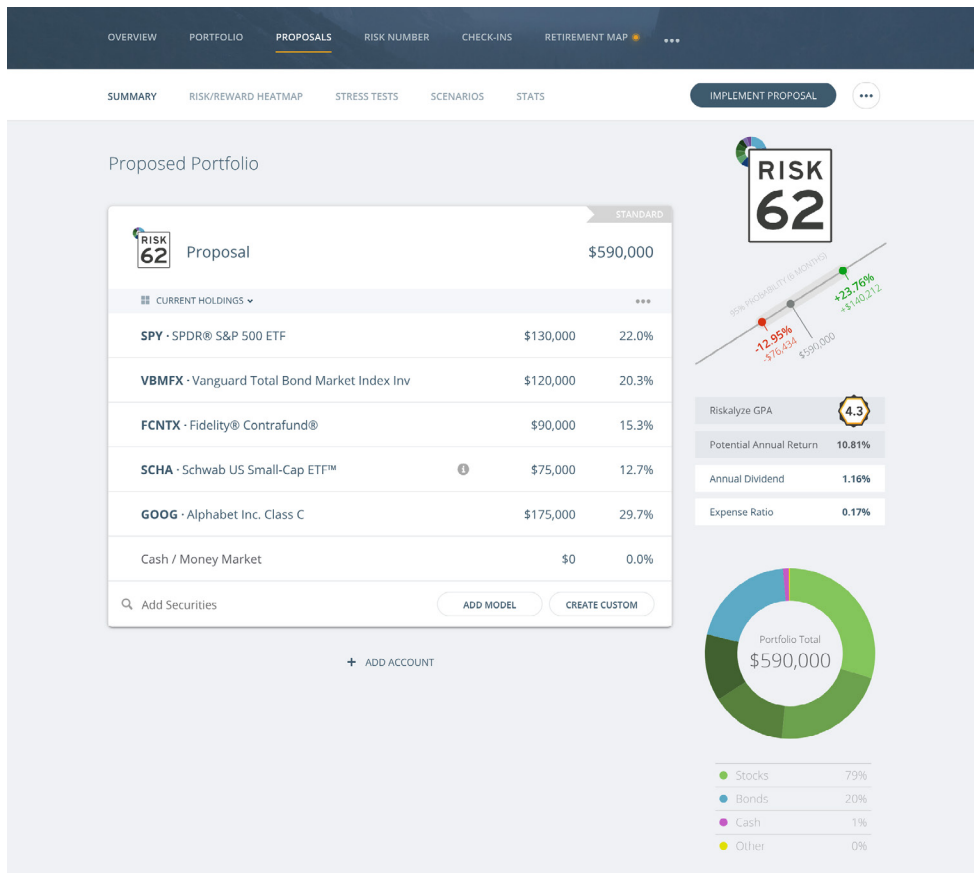 OVERVIEW PORTFOLIO PROPOSALS RISK NUMBER CHECK-INS RETIREMENT MAP
SUMMARY RISK/REWARD HEATMAP STRESS TESTS SCENARIOS STATS IMPLEMENT PROPOSAL
Proposed Portfolio
STANDARD
RISK
62
Proposal $590,000
CURRENT HOLDINGS
SPY · SPDR® S&P 500 ETF $130,000 22.0%
VBMFX · Vanguard Total Bond Market Index Inv $120,000 20.3%
FCNTX · Fidelity® Contrafund® $90,000 15.3%
SCHA · Schwab US Small-Cap ETF™ $75,000 12.7%
GOOG · Alphabet Inc. Class C $175,000 29.7%
Cash / Money Market $0 0.0%
Add Securities ADD MODEL CREATE CUSTOM
+ ADD ACCOUNT
RISK
62
95% PROBABILITY (6 MONTHS)
+23.76%
+$140,212
-12.95%
-$76,434
$590,000
Riskalyze GPA 4.3
Potential Annual Return 10.81%
Annual Dividend 1.16%
Expense Ratio 0.17%
Portfolio Total
$590,000
Stocks 79%
Bonds 20%
Cash 1%
Other 0%